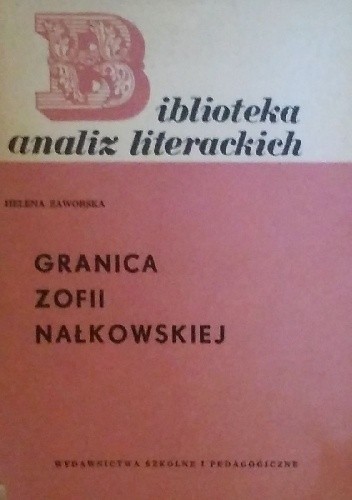 Biblioteka
analiz literackich
HELENA ZAWORSKA
GRANICA
ZOFII
NAŁKOWSKIEJ
WYDAWNICTWA SZKOLNE I PEDAGOGICZNE